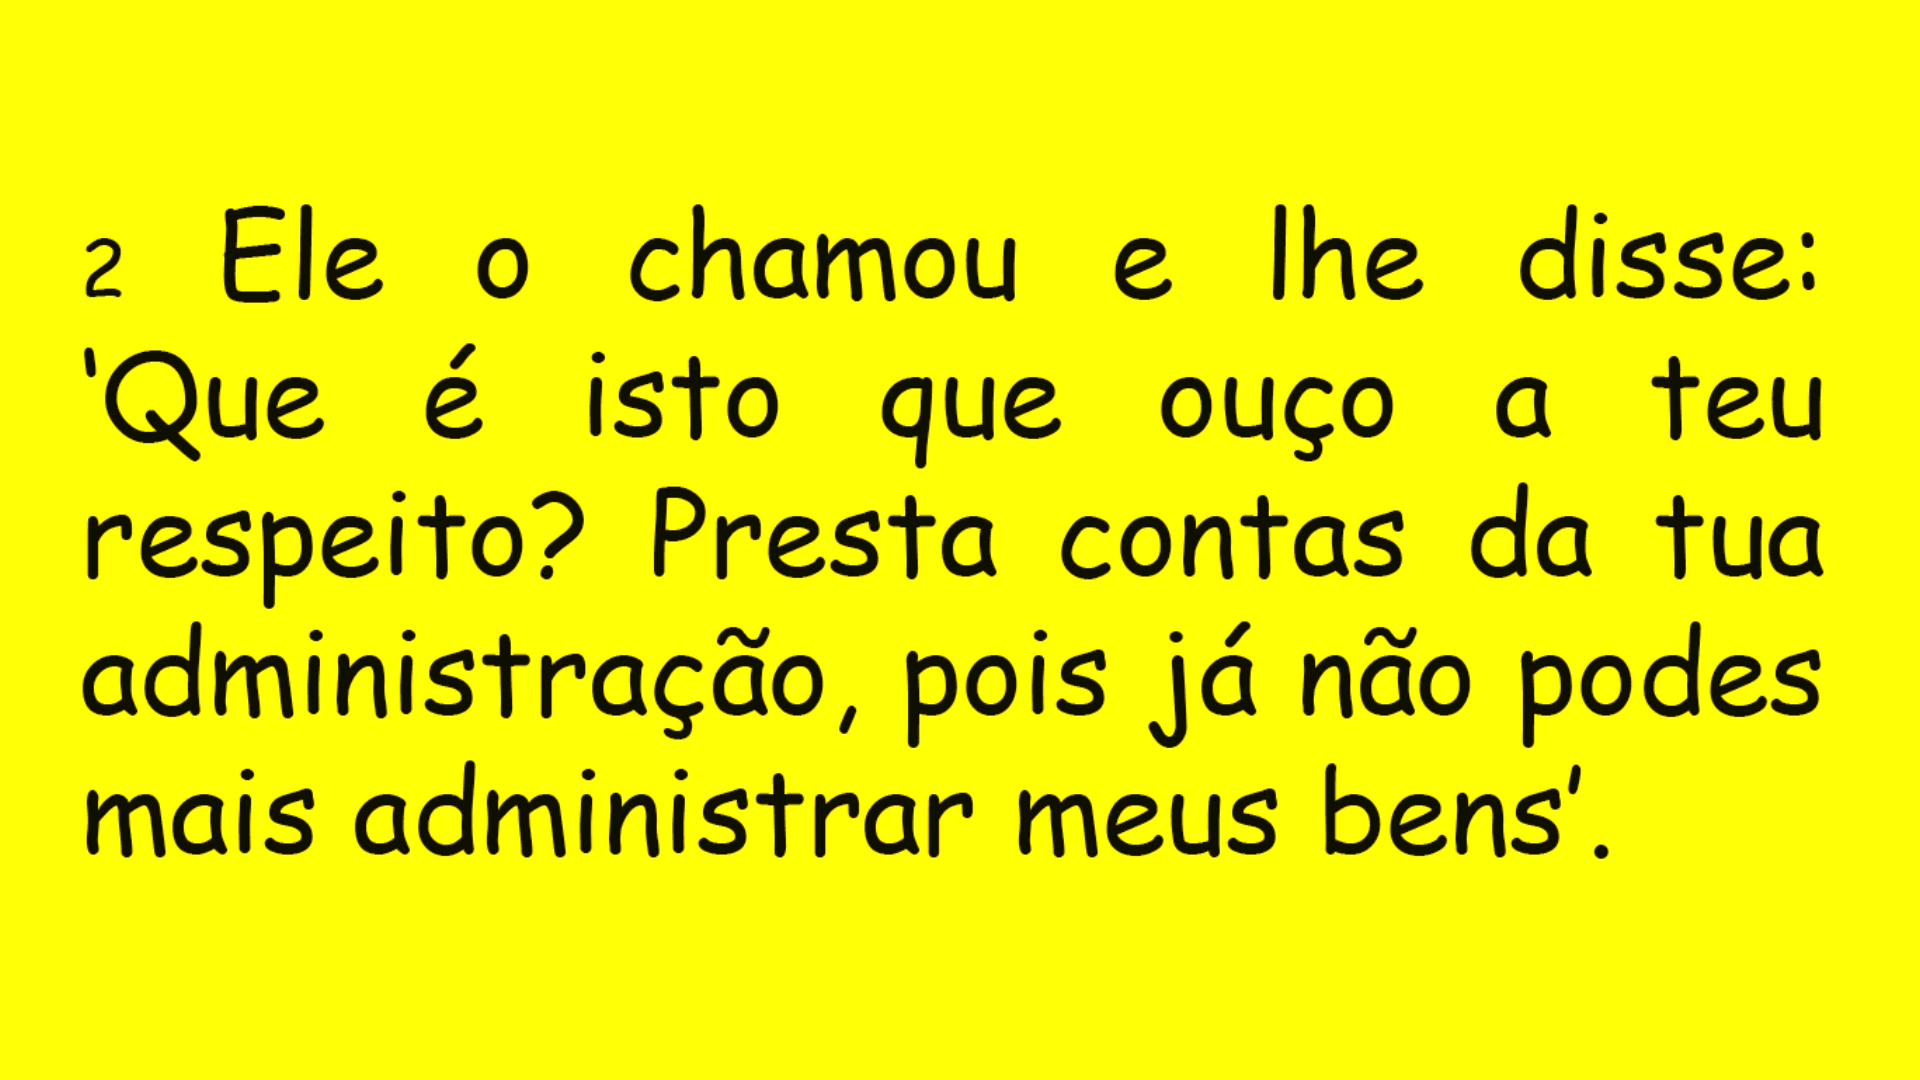 2 Ele o chamou e lhe disse:
‘Que é isto que ouço a teu
respeito? Presta contas da tua
administração, pois já não podes
mais administrar meus bens’.